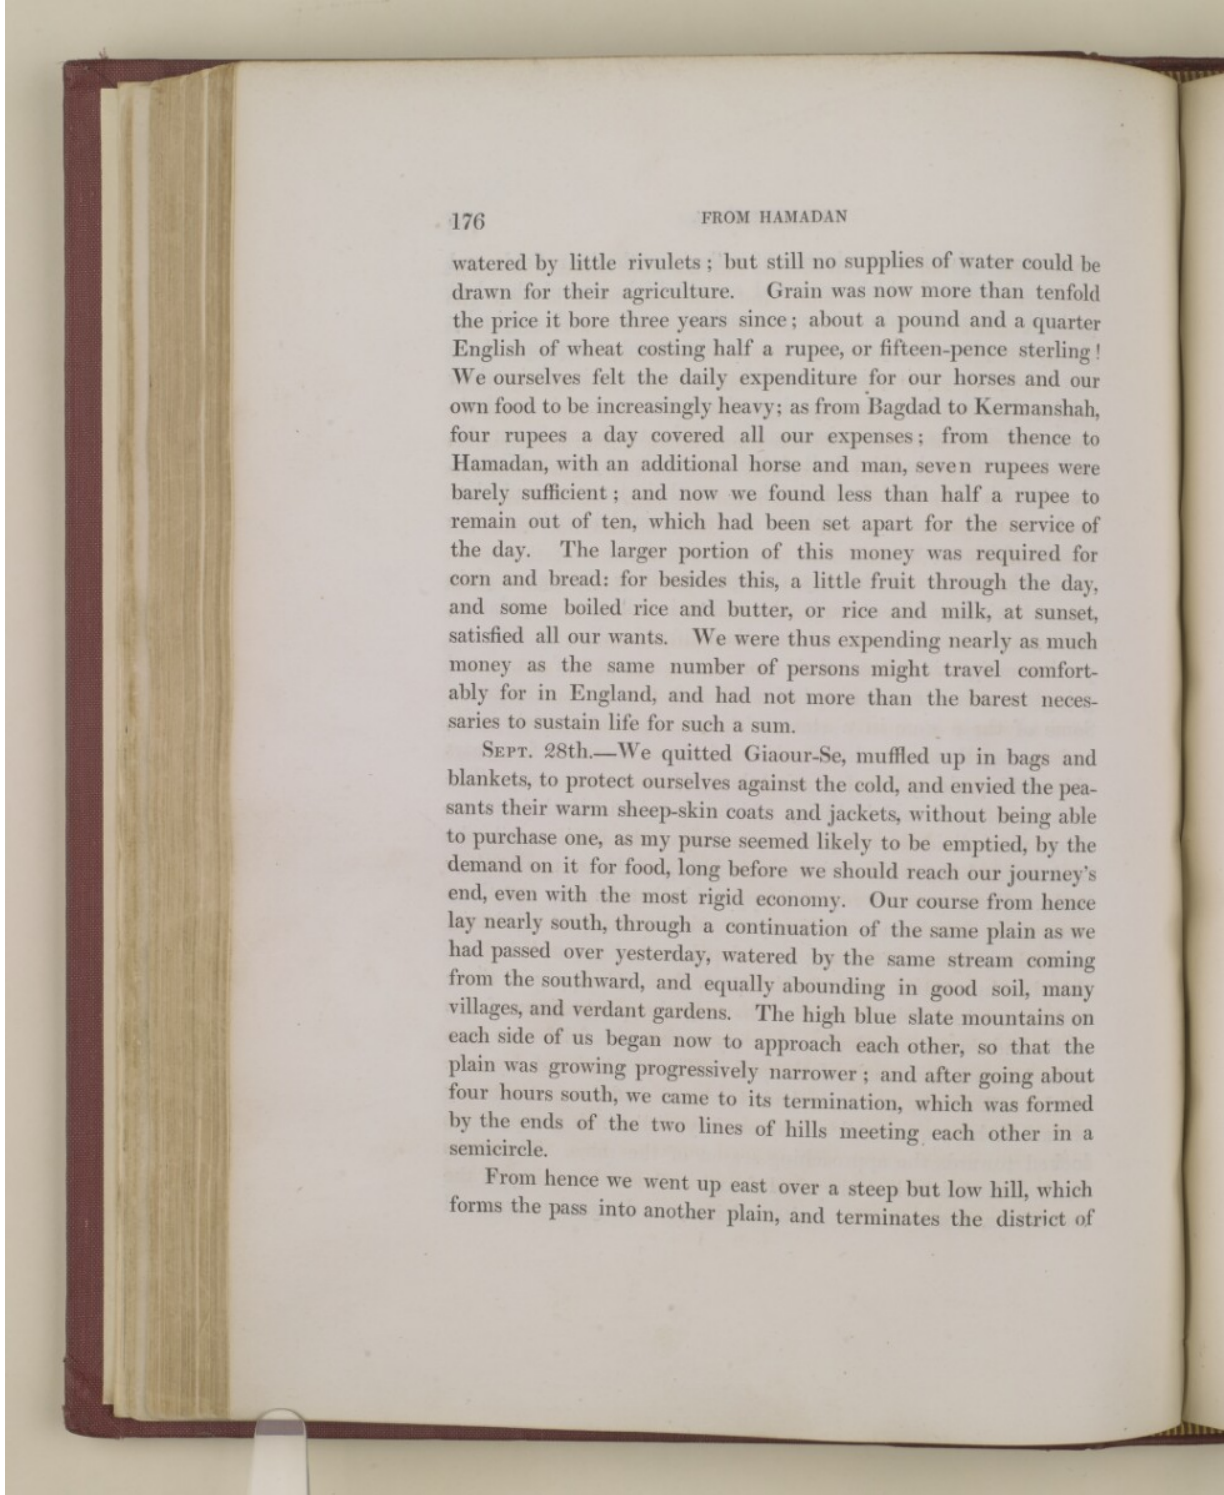 176 FROM HAMADAN
watered by little rivulets; but still no supplies of water could be
drawn for their agriculture. Grain was now more than tenfold
the price it bore three years since; about a pound and a quarter
English of wheat costing half a rupee, or fifteen-pence sterling!
We ourselves felt the daily expenditure for our horses and our
own food to be increasingly heavy; as from Bagdad to Kermanshah,
four rupees a day covered all our expenses; from thence to
Hamadan, with an additional horse and man, seven rupees were
barely sufficient; and now we found less than half a rupee to
remain out of ten, which had been set apart for the service of
the day. The larger portion of this money was required for
corn and bread: for besides this, a little fruit through the day,
and some boiled rice and butter, or rice and milk, at sunset,
satisfied all our wants. We were thus expending nearly as much
money as the same number of persons might travel comfort-
ably for in England, and had not more than the barest neces-
saries to sustain life for such a sum.
SEPT. 28th.—We quitted Giaour-Se, muffled up in bags and
blankets, to protect ourselves against the cold, and envied the pea-
sants their warm sheep-skin coats and jackets, without being able
to purchase one, as my purse seemed likely to be emptied, by the
demand on it for food, long before we should reach our journey's
end, even with the most rigid economy. Our course from hence
lay nearly south, through a continuation of the same plain as we
had passed over yesterday, watered by the same stream coming
from the southward, and equally abounding in good soil, many
villages, and verdant gardens. The high blue slate mountains on
each side of us began now to approach each other, so that the
plain was growing progressively narrower; and after going about
four hours south, we came to its termination, which was formed
by the ends of the two lines of hills meeting each other in a
semicircle.
From hence we went up east over a steep but low hill, which
forms the pass into another plain, and terminates the district of